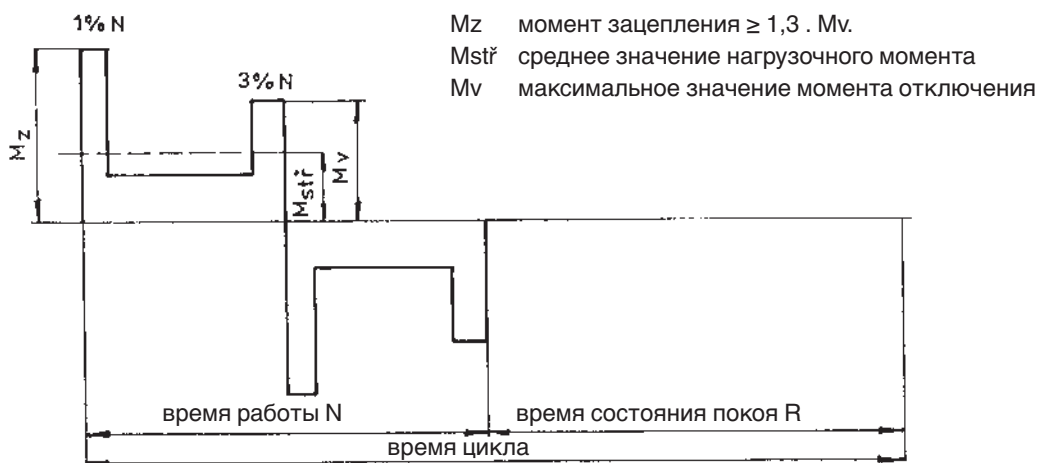 1% N
Mz момент зацепления ≥ 1,3 . Mv.
Mstř среднее значение нагрузочного момента
3% N
Mv максимальное значение момента отключения
Mz
Mstř
Mv
время работы N
время состояния покоя R
время цикла